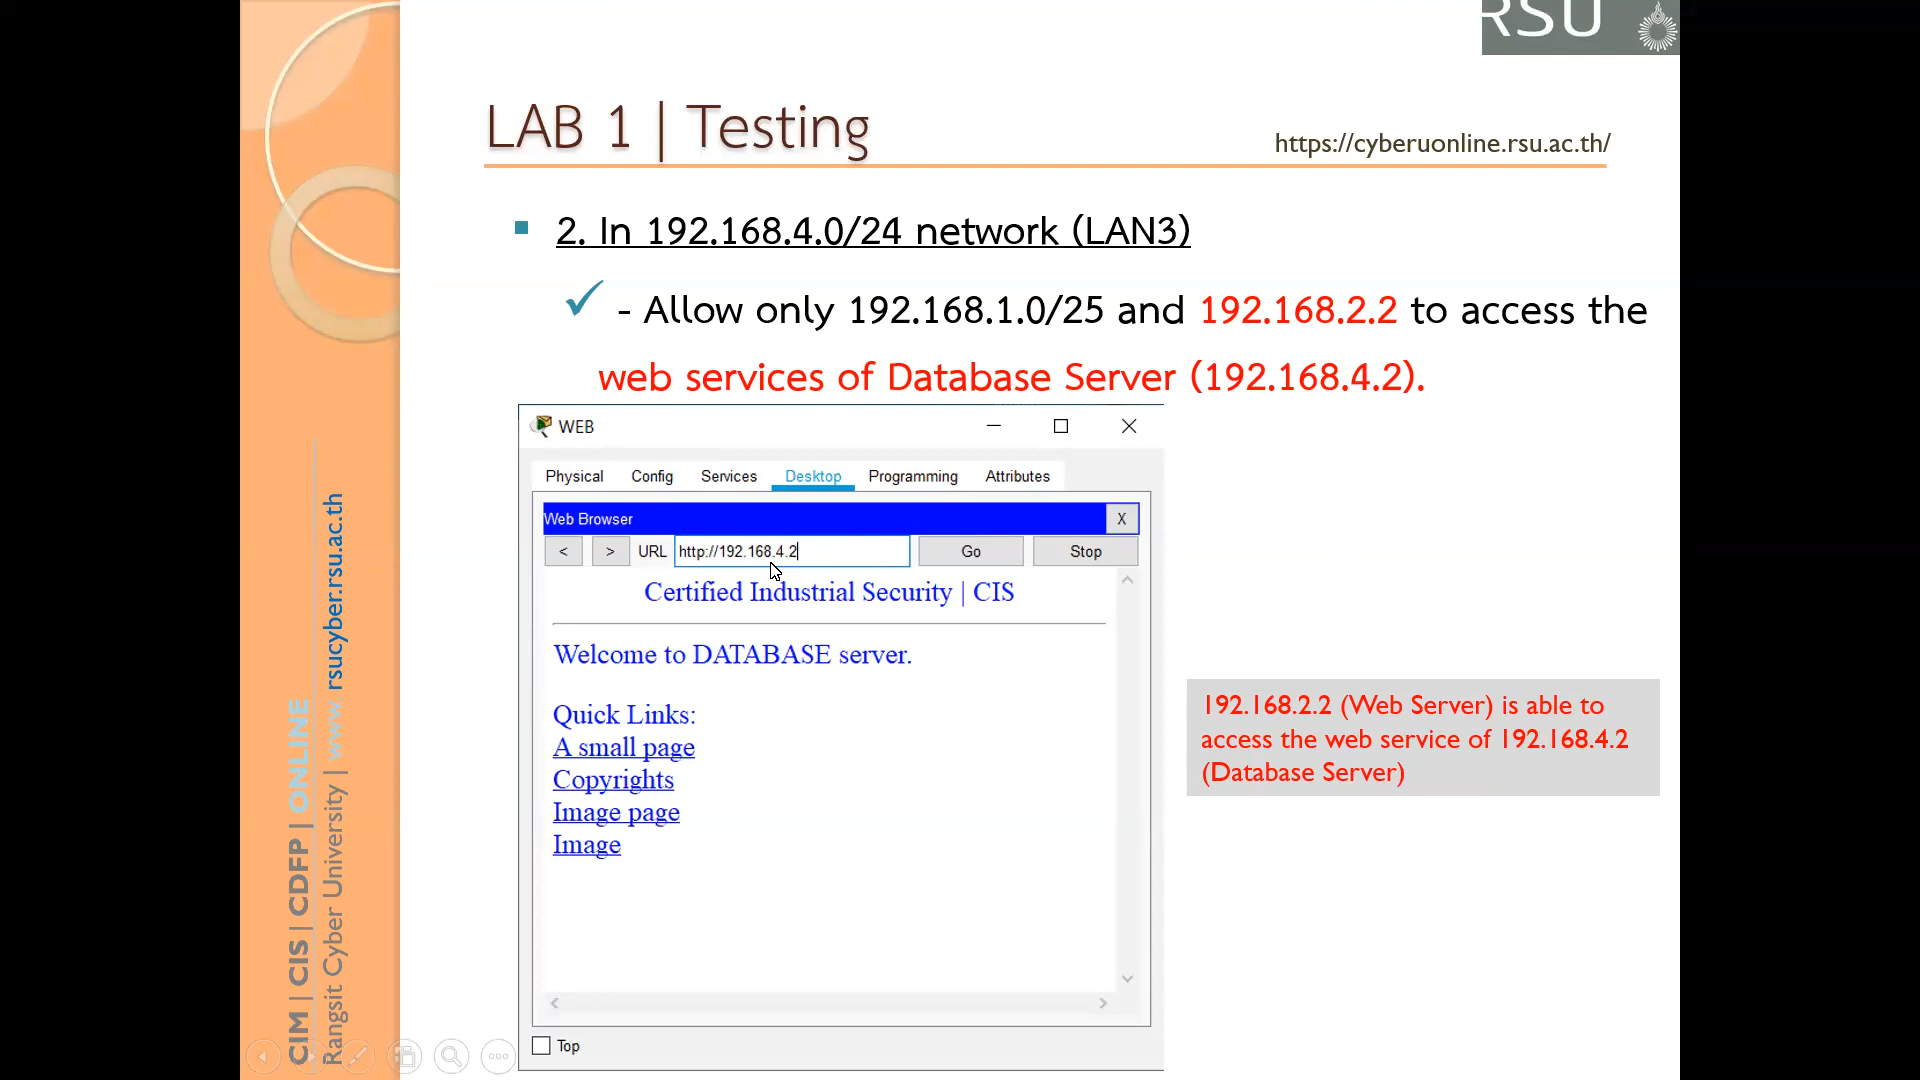 RSU
LAB 1 | Testing
https://cyberuonline.rsu.ac.th/
2. In 192.168.4.0/24 network (LAN3)
- Allow only 192.168.1.0/25 and 192.168.2.2 to access the
web services of Database Server (192.168.4.2).
WEB
Physical Config Services Desktop Programming Attributes
Web Browser X
< > URL http://192.168.4.2 Go Stop
Certified Industrial Security | CIS
Welcome to DATABASE server.
Quick Links:
A small page
Copyrights
Image page
Image
Top
192.168.2.2 (Web Server) is able to
access the web service of 192.168.4.2
(Database Server)
CIM | CIS | CDFP | ONLINE
Rangsit Cyber University | www.rsucyber.rsu.ac.th